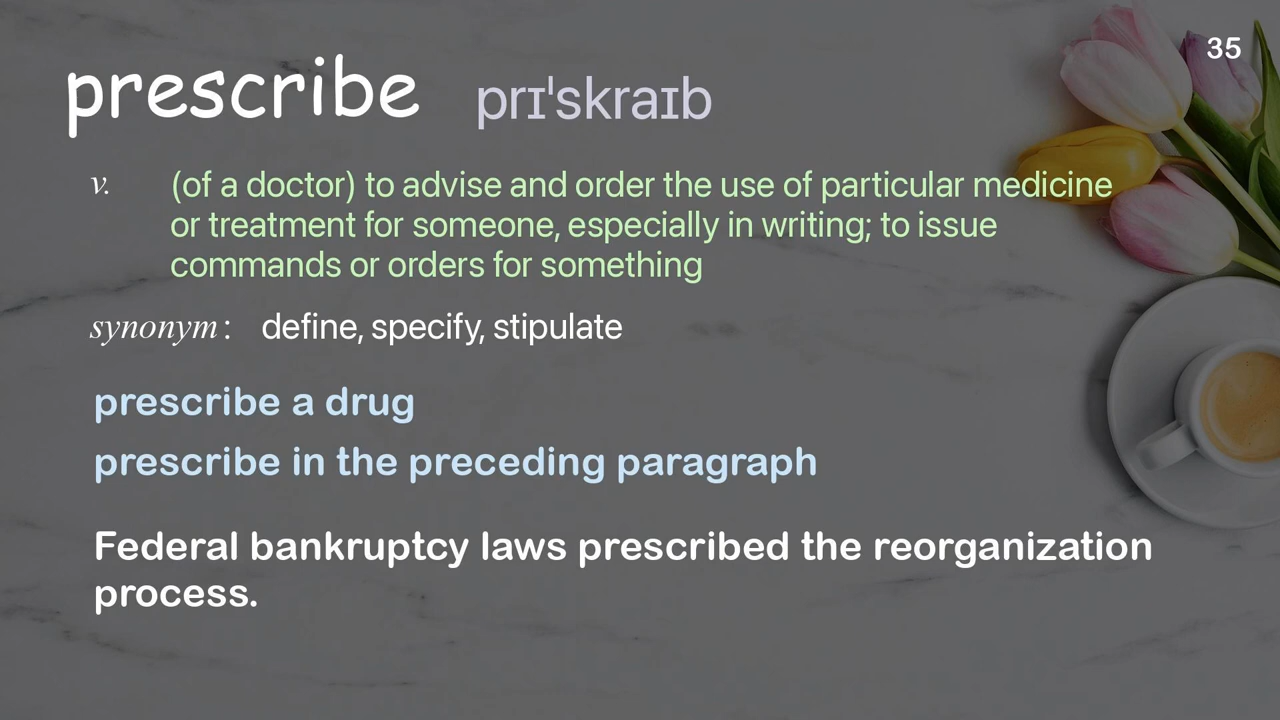 35
prescribe prɪˈskraɪb
v. (of a doctor) to advise and order the use of particular medicine
or treatment for someone, especially in writing; to issue
commands or orders for something
synonym: define, specify, stipulate
prescribe a drug
prescribe in the preceding paragraph
Federal bankruptcy laws prescribed the reorganization
process.